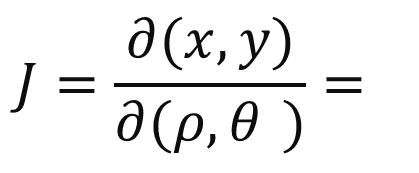 J = ∂(x, y) / ∂(ρ, θ ) =